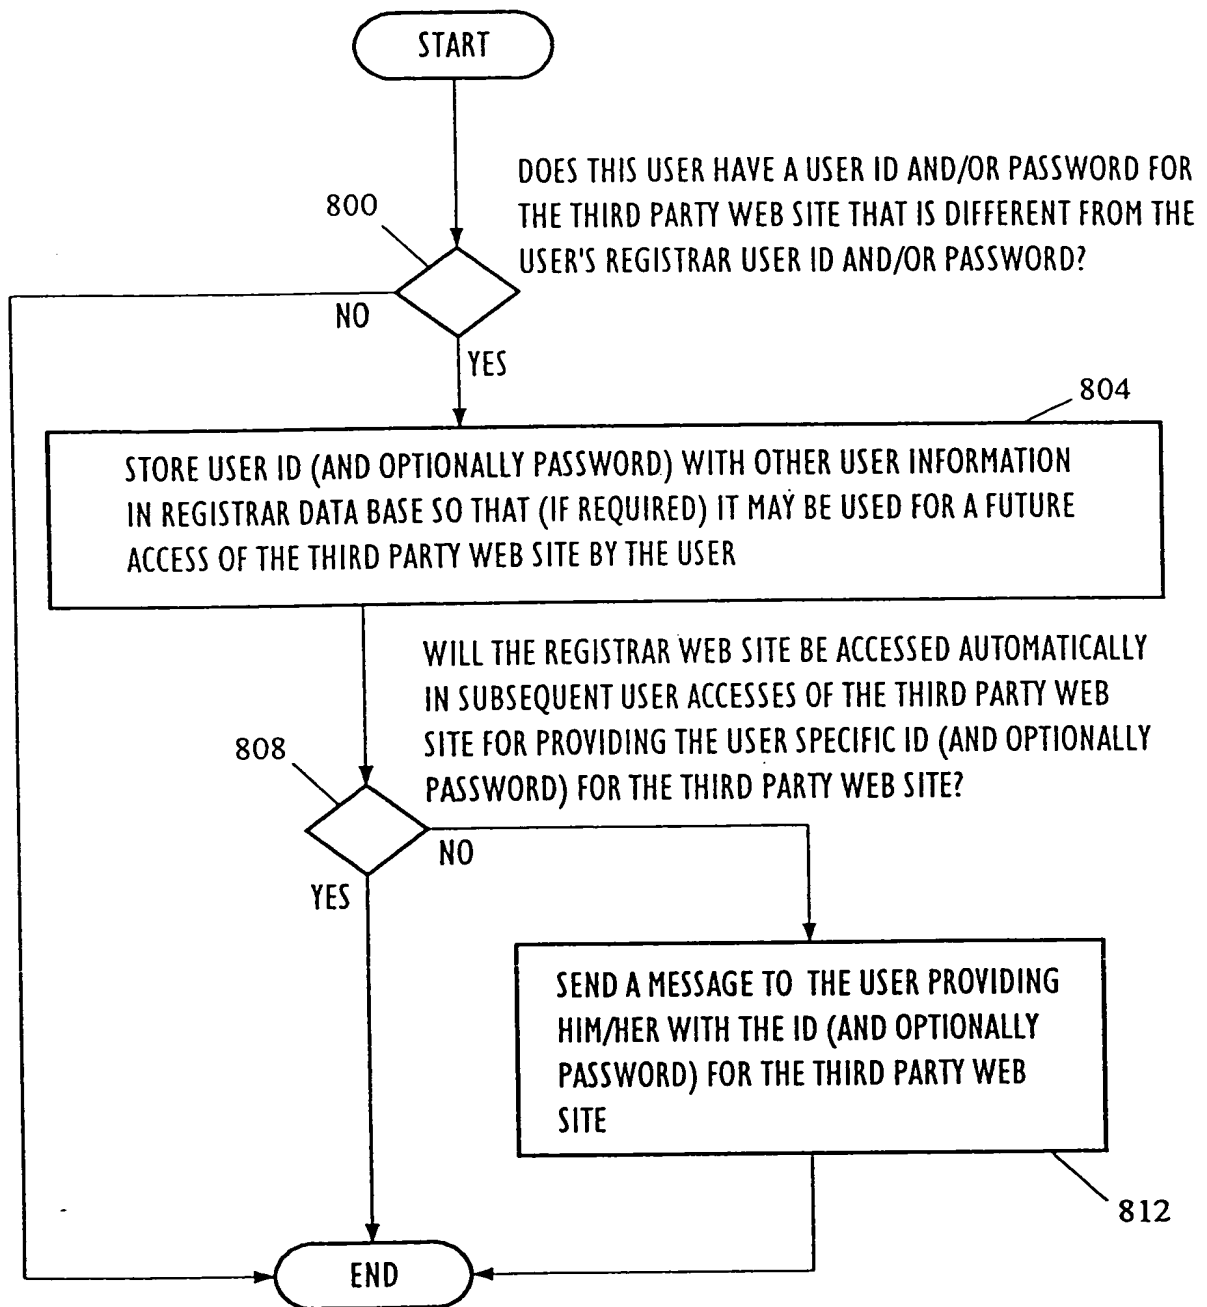 START
DOES THIS USER HAVE A USER ID AND/OR PASSWORD FOR
THE THIRD PARTY WEB SITE THAT IS DIFFERENT FROM THE
USER'S REGISTRAR USER ID AND/OR PASSWORD?
800
NO
YES
804
STORE USER ID (AND OPTIONALLY PASSWORD) WITH OTHER USER INFORMATION
IN REGISTRAR DATA BASE SO THAT (IF REQUIRED) IT MAY BE USED FOR A FUTURE
ACCESS OF THE THIRD PARTY WEB SITE BY THE USER
WILL THE REGISTRAR WEB SITE BE ACCESSED AUTOMATICALLY
IN SUBSEQUENT USER ACCESSES OF THE THIRD PARTY WEB
SITE FOR PROVIDING THE USER SPECIFIC ID (AND OPTIONALLY
PASSWORD) FOR THE THIRD PARTY WEB SITE?
808
NO
YES
SEND A MESSAGE TO THE USER PROVIDING
HIM/HER WITH THE ID (AND OPTIONALLY
PASSWORD) FOR THE THIRD PARTY WEB
SITE
812
END